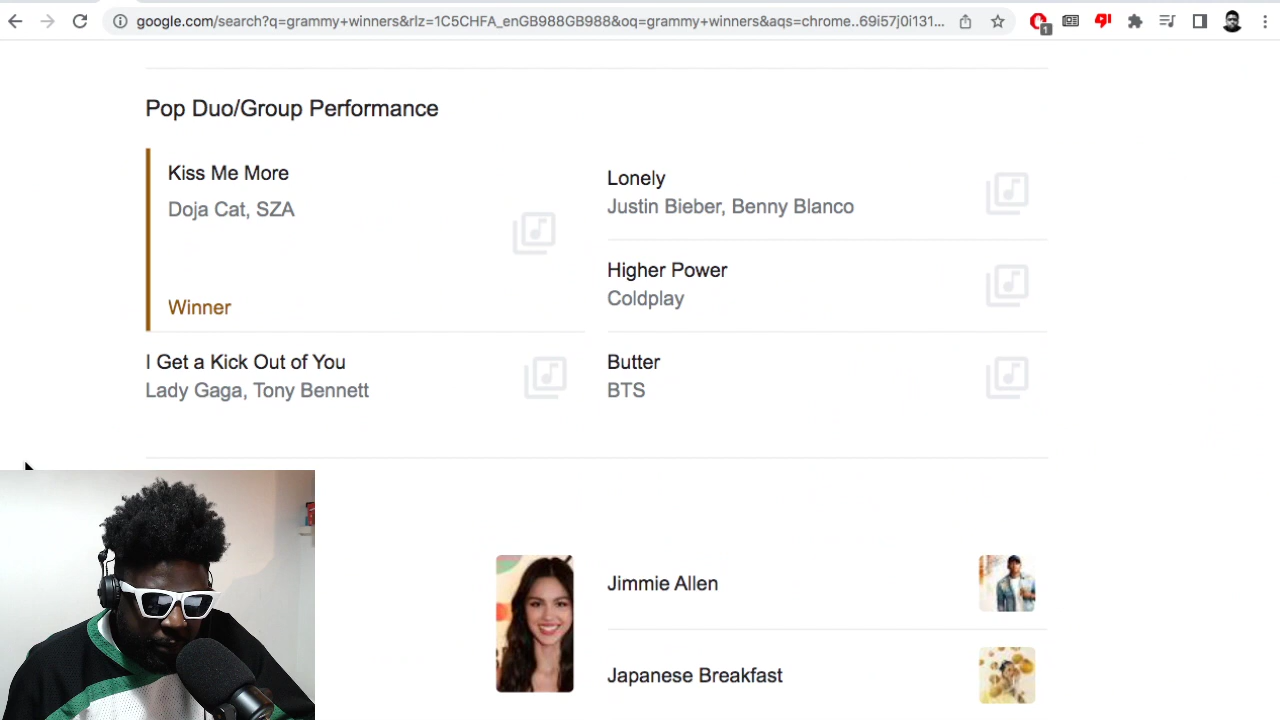 google.com/search?q=grammy+winners&rlz=1C5CHFA_enGB988GB988&oq=grammy+winners&aqs=chrome..69i57j0i131...
1
Pop Duo/Group Performance
Kiss Me More
Doja Cat, SZA
Winner
Lonely
Justin Bieber, Benny Blanco
Higher Power
Coldplay
I Get a Kick Out of You
Lady Gaga, Tony Bennett
Butter
BTS
Jimmie Allen
Japanese Breakfast